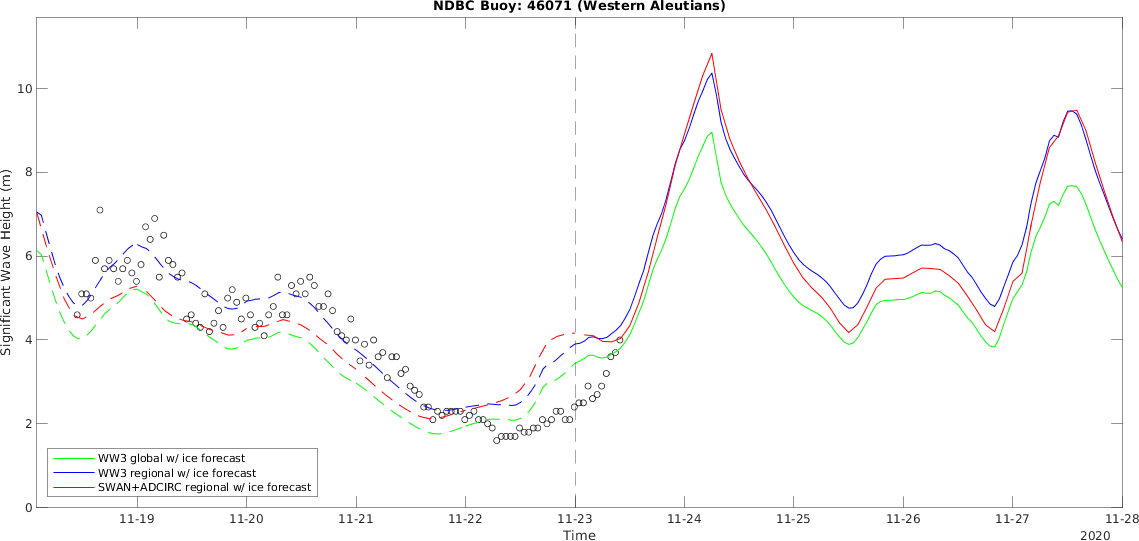 NDBC Buoy: 46071 (Western Aleutians)
Significant Wave Height (m)
10
8
6
4
2
0
WW3 global w/ ice forecast
WW3 regional w/ ice forecast
SWAN+ADCIRC regional w/ ice forecast
11-19 11-20 11-21 11-22 11-23 11-24 11-25 11-26 11-27 11-28
Time
2020